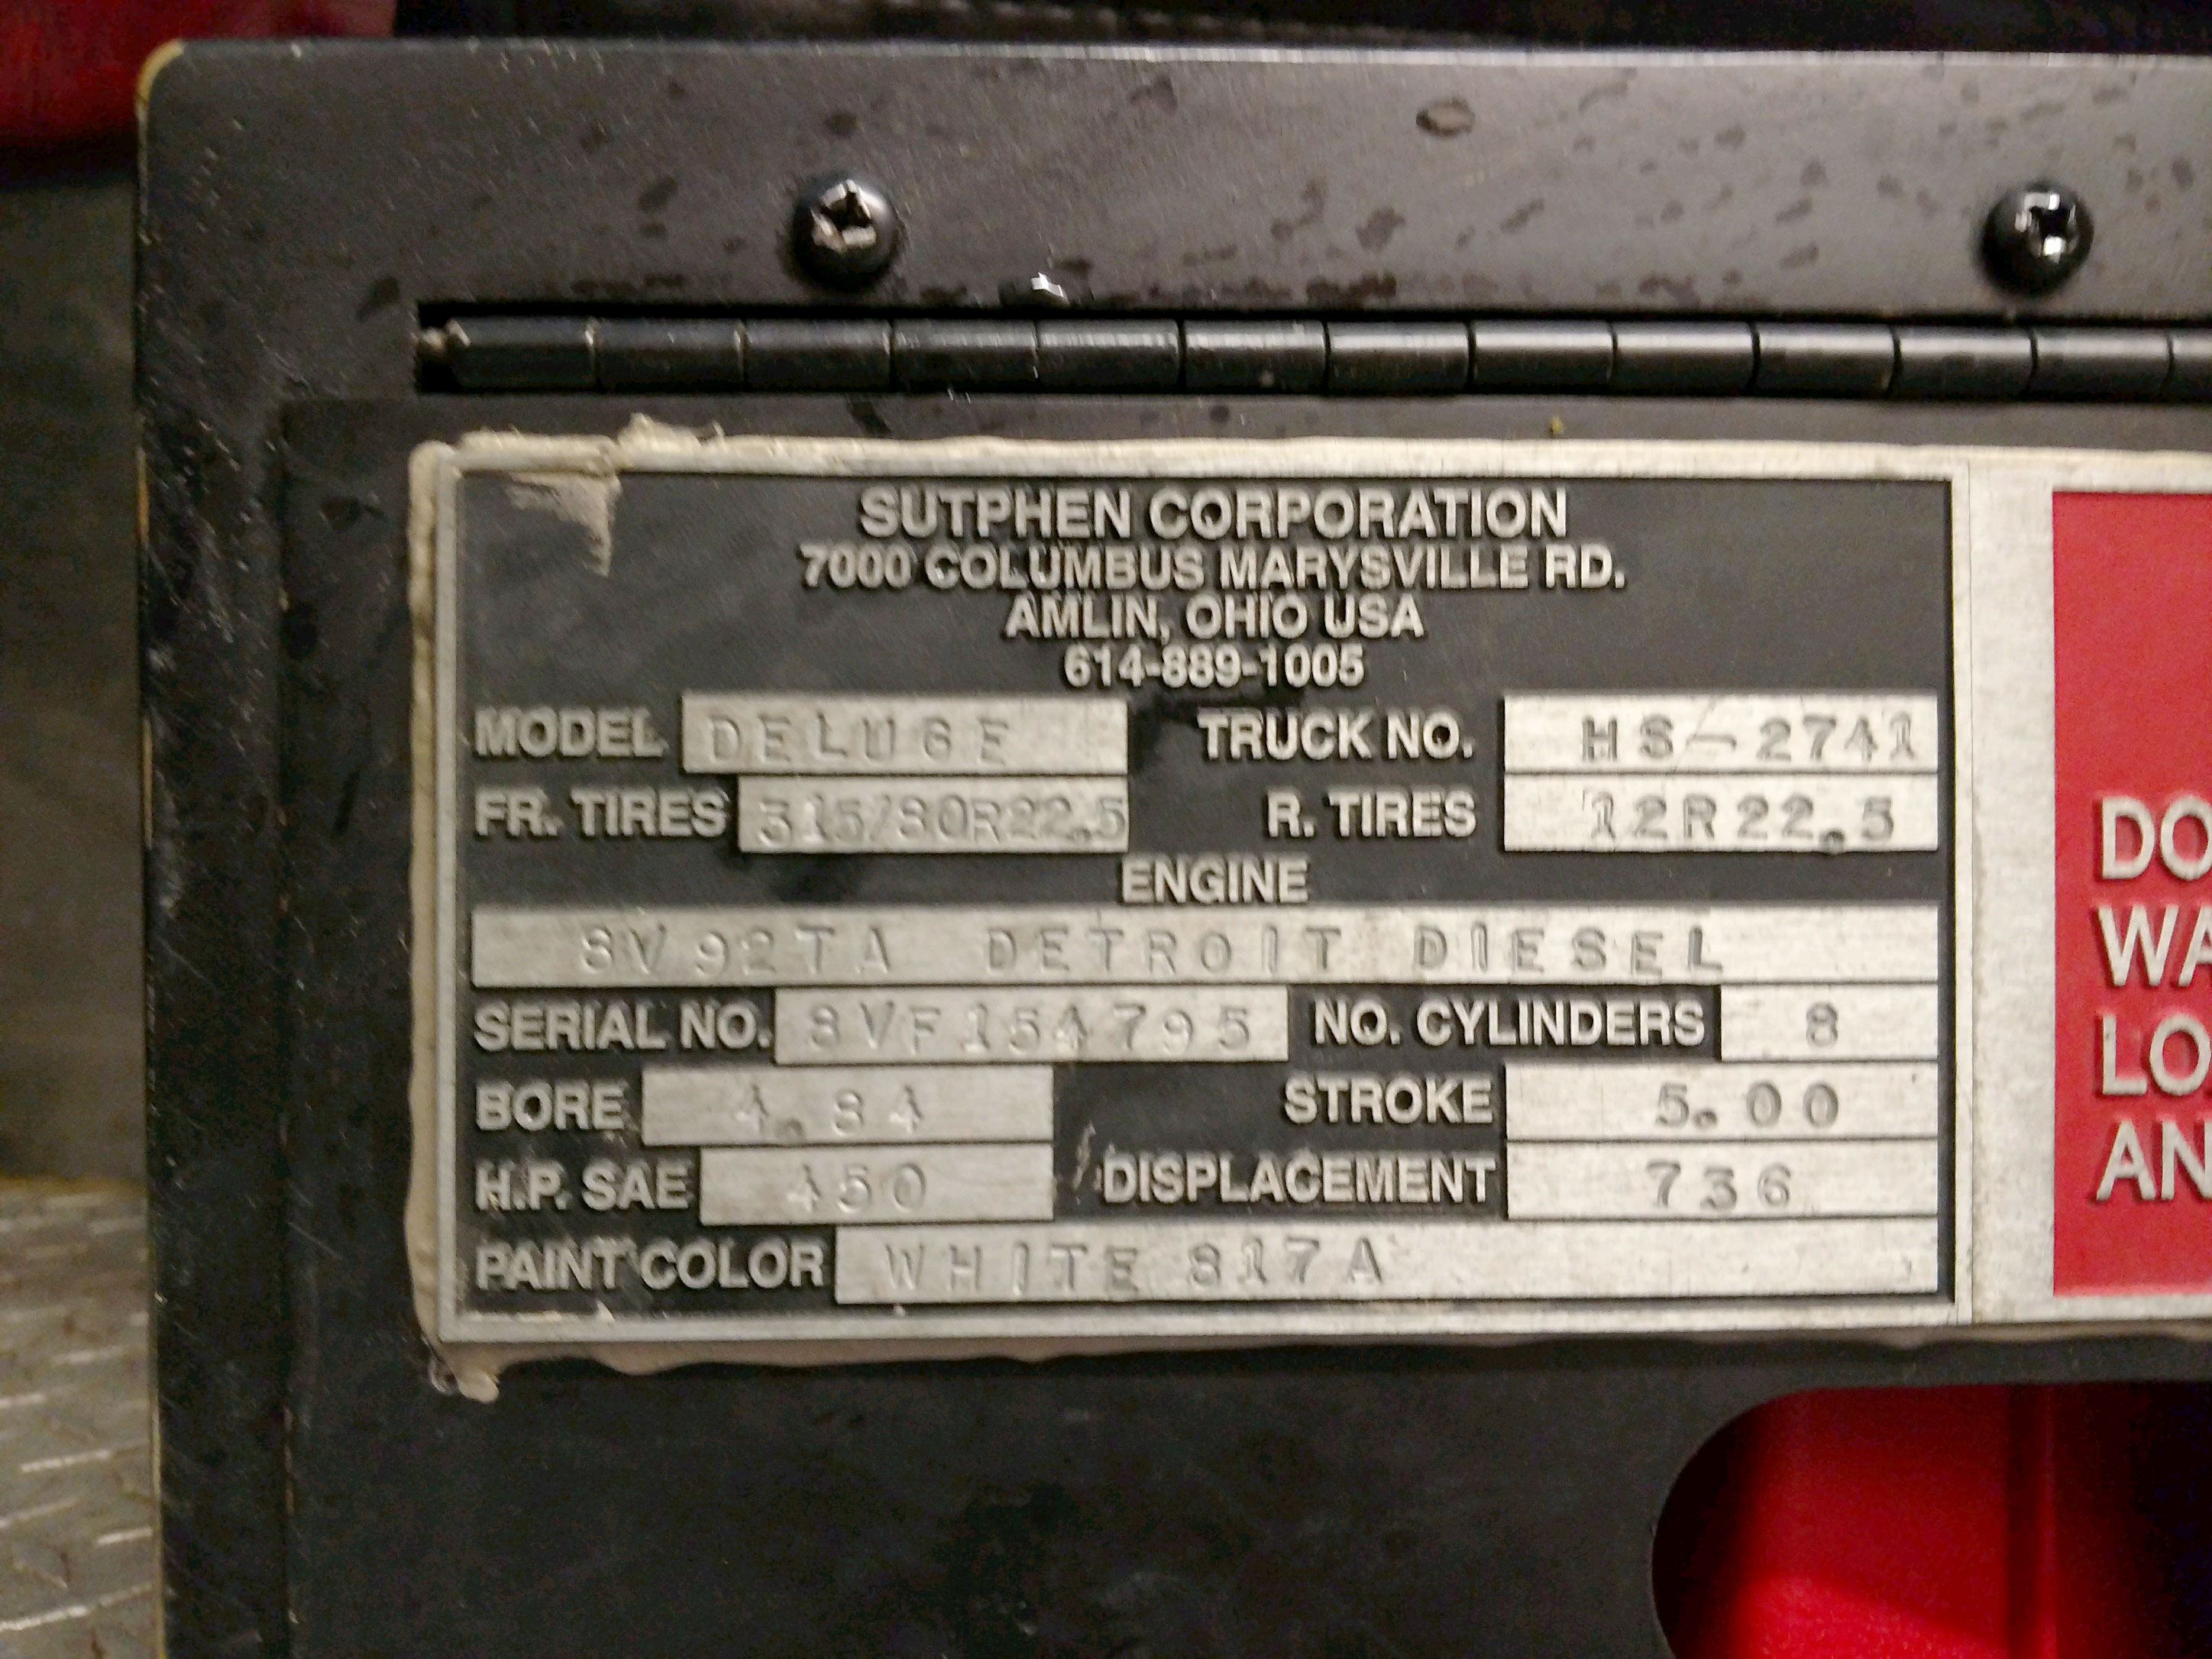 SUTPHEN CORPORATION
7000 COLUMBUS MARYSVILLE RD.
AMLIN, OHIO USA
614-889-1005
MODEL DELUGE TRUCK NO. HS-2741
FR. TIRES 315/80R22.5 R. TIRES 12R22.5
ENGINE
8V92TA DETROIT DIESEL
SERIAL NO. 8VF154795 NO. CYLINDERS 8
BORE 4.84 STROKE 5.00
H.P. SAE 450 DISPLACEMENT 736
PAINT COLOR WHITE 817A
DO
WA
LO
AN